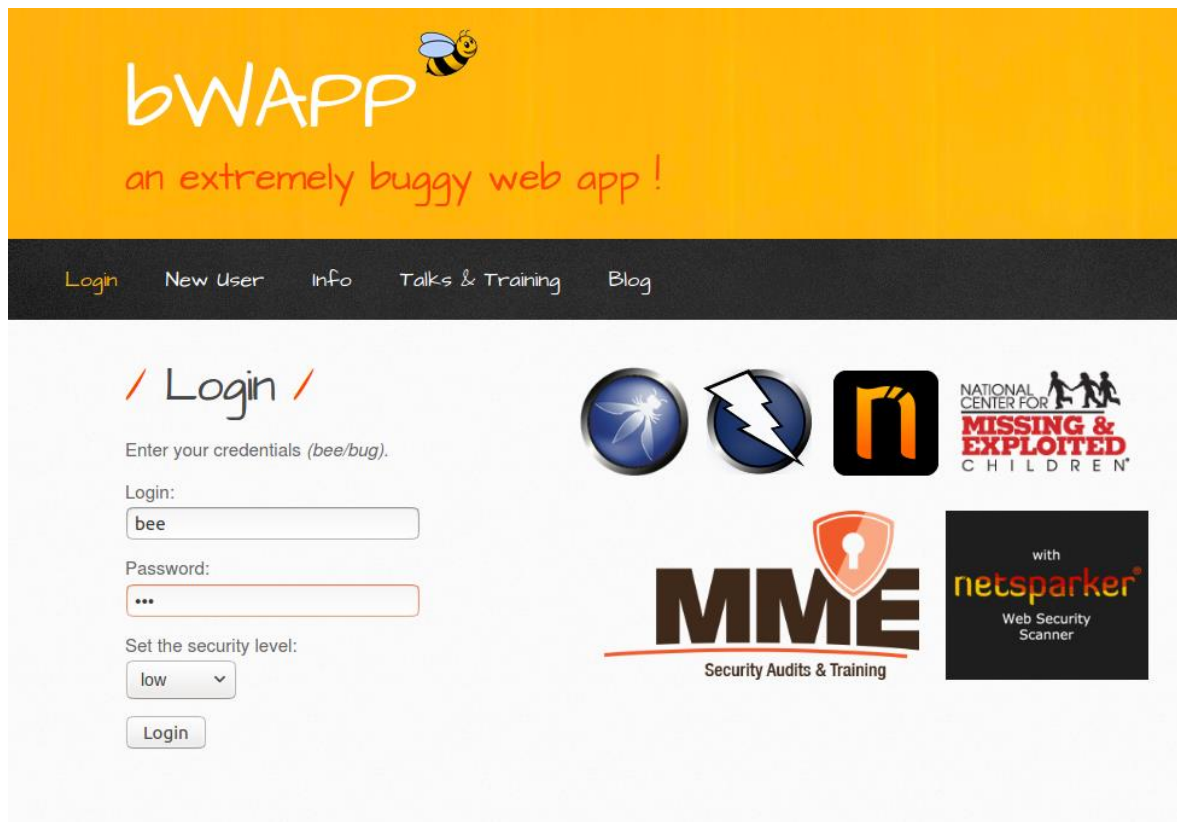 bWAPP
an extremely buggy web app !
Login
New User
Info
Talks & Training
Blog
/ Login /
Enter your credentials (bee/bug).
Login:
bee
Password:
•••
Set the security level:
low
Login
n
NATIONAL
CENTER FOR
MISSING &
EXPLOITED
CHILDREN®
MME
Security Audits & Training
with
netsparker®
Web Security
Scanner